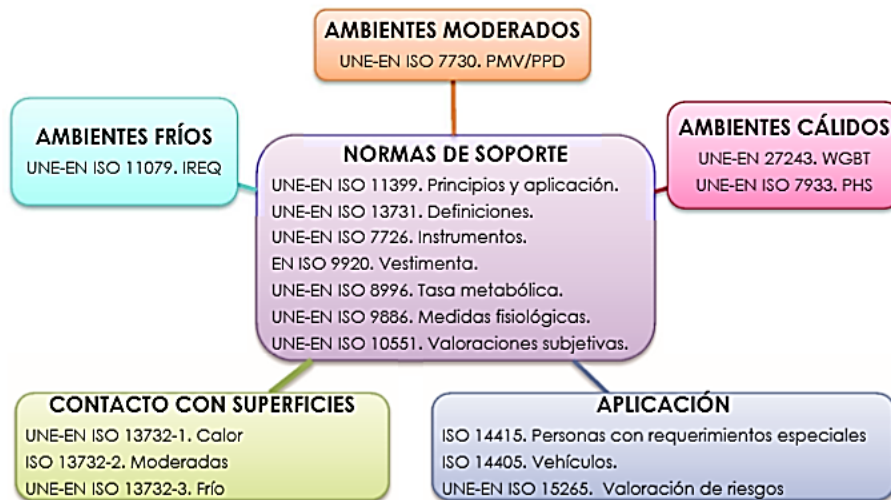 AMBIENTES MODERADOS
UNE-EN ISO 7730. PMV/PPD
AMBIENTES FRÍOS
UNE-EN ISO 11079. IREQ
AMBIENTES CÁLIDOS
UNE-EN 27243. WGBT
UNE-EN ISO 7933. PHS
NORMAS DE SOPORTE
UNE-EN ISO 11399. Principios y aplicación.
UNE-EN ISO 13731. Definiciones.
UNE-EN ISO 7726. Instrumentos.
EN ISO 9920. Vestimenta.
UNE-EN ISO 8996. Tasa metabólica.
UNE-EN ISO 9886. Medidas fisiológicas.
UNE-EN ISO 10551. Valoraciones subjetivas.
CONTACTO CON SUPERFICIES
UNE-EN ISO 13732-1. Calor
ISO 13732-2. Moderadas
UNE-EN ISO 13732-3. Frío
APLICACIÓN
ISO 14415. Personas con requerimientos especiales
ISO 14405. Vehículos.
UNE-EN ISO 15265. Valoración de riesgos